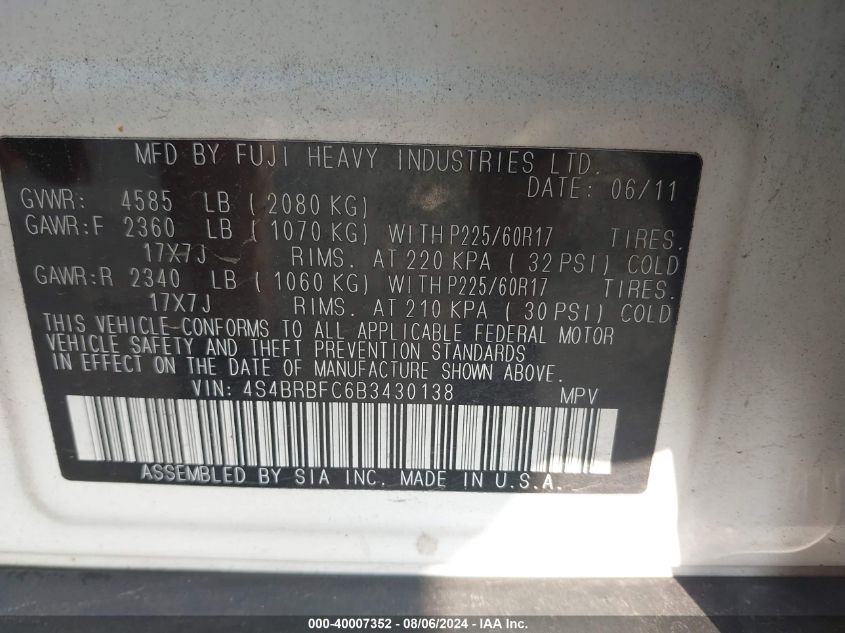 MFD BY FUJI HEAVY INDUSTRIES LTD.
DATE: 06/11
GVWR: 4585 LB ( 2080 KG)
GAWR:F 2360 LB ( 1070 KG) WITH P225/60R17 TIRES.
17X7J RIMS. AT 220 KPA ( 32 PSI) COLD
GAWR:R 2340 LB ( 1060 KG) WITH P225/60R17 TIRES.
17X7J RIMS. AT 210 KPA ( 30 PSI) COLD
THIS VEHICLE CONFORMS TO ALL APPLICABLE FEDERAL MOTOR
VEHICLE SAFETY AND THEFT PREVENTION STANDARDS
IN EFFECT ON THE DATE OF MANUFACTURE SHOWN ABOVE.
VIN: 4S4BRBFC6B3430138 MPV
ASSEMBLED BY SIA INC. MADE IN U.S.A.
000-40007352 - 08/06/2024 - IAA Inc.